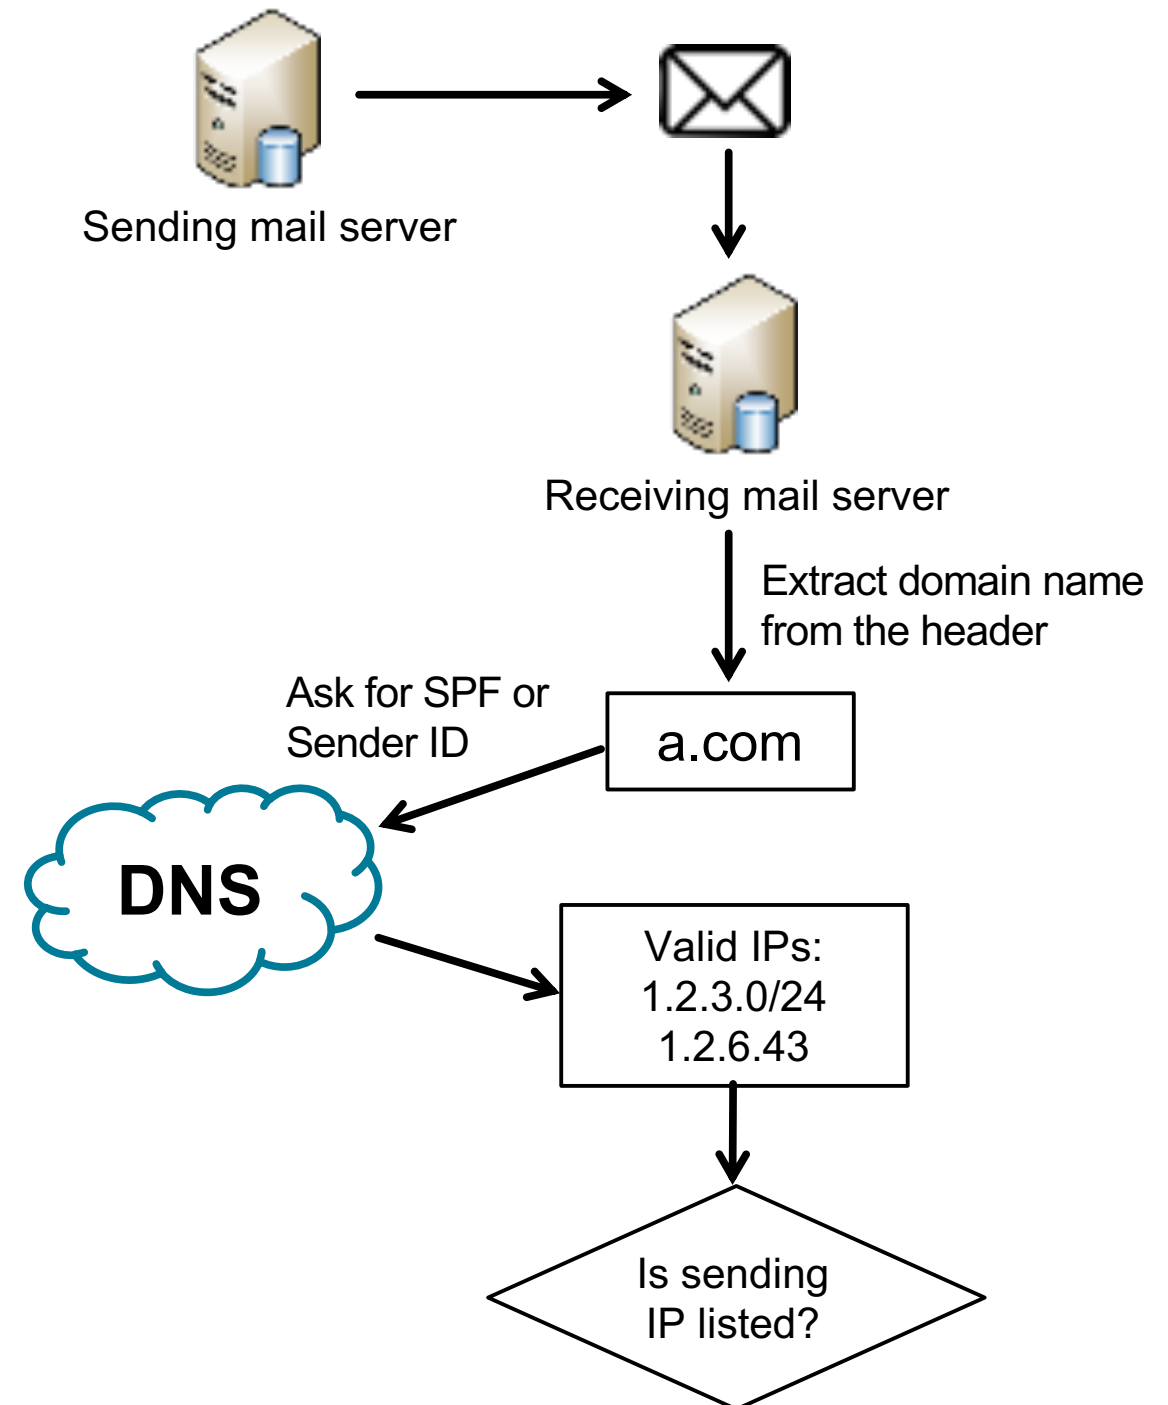 Sending mail server
Receiving mail server
Extract domain name
from the header
Ask for SPF or
Sender ID
a.com
DNS
Valid IPs:
1.2.3.0/24
1.2.6.43
Is sending
IP listed?